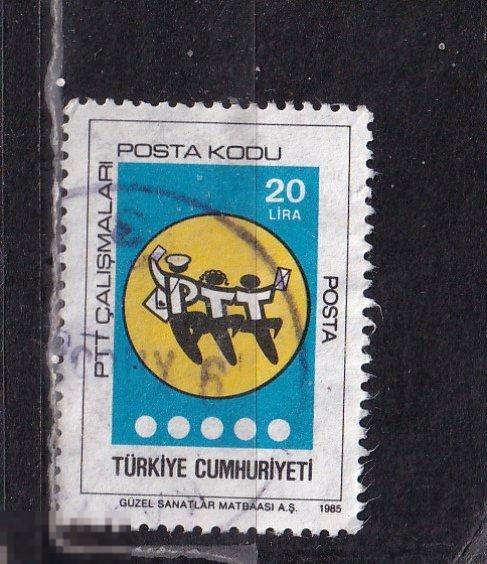 POSTA KODU
PTT ÇALIŞMALARI
20
LİRA
PTT
POSTA
TÜRKİYE CUMHURİYETİ
GÜZEL SANATLAR MATBAASI A.Ş. 1985